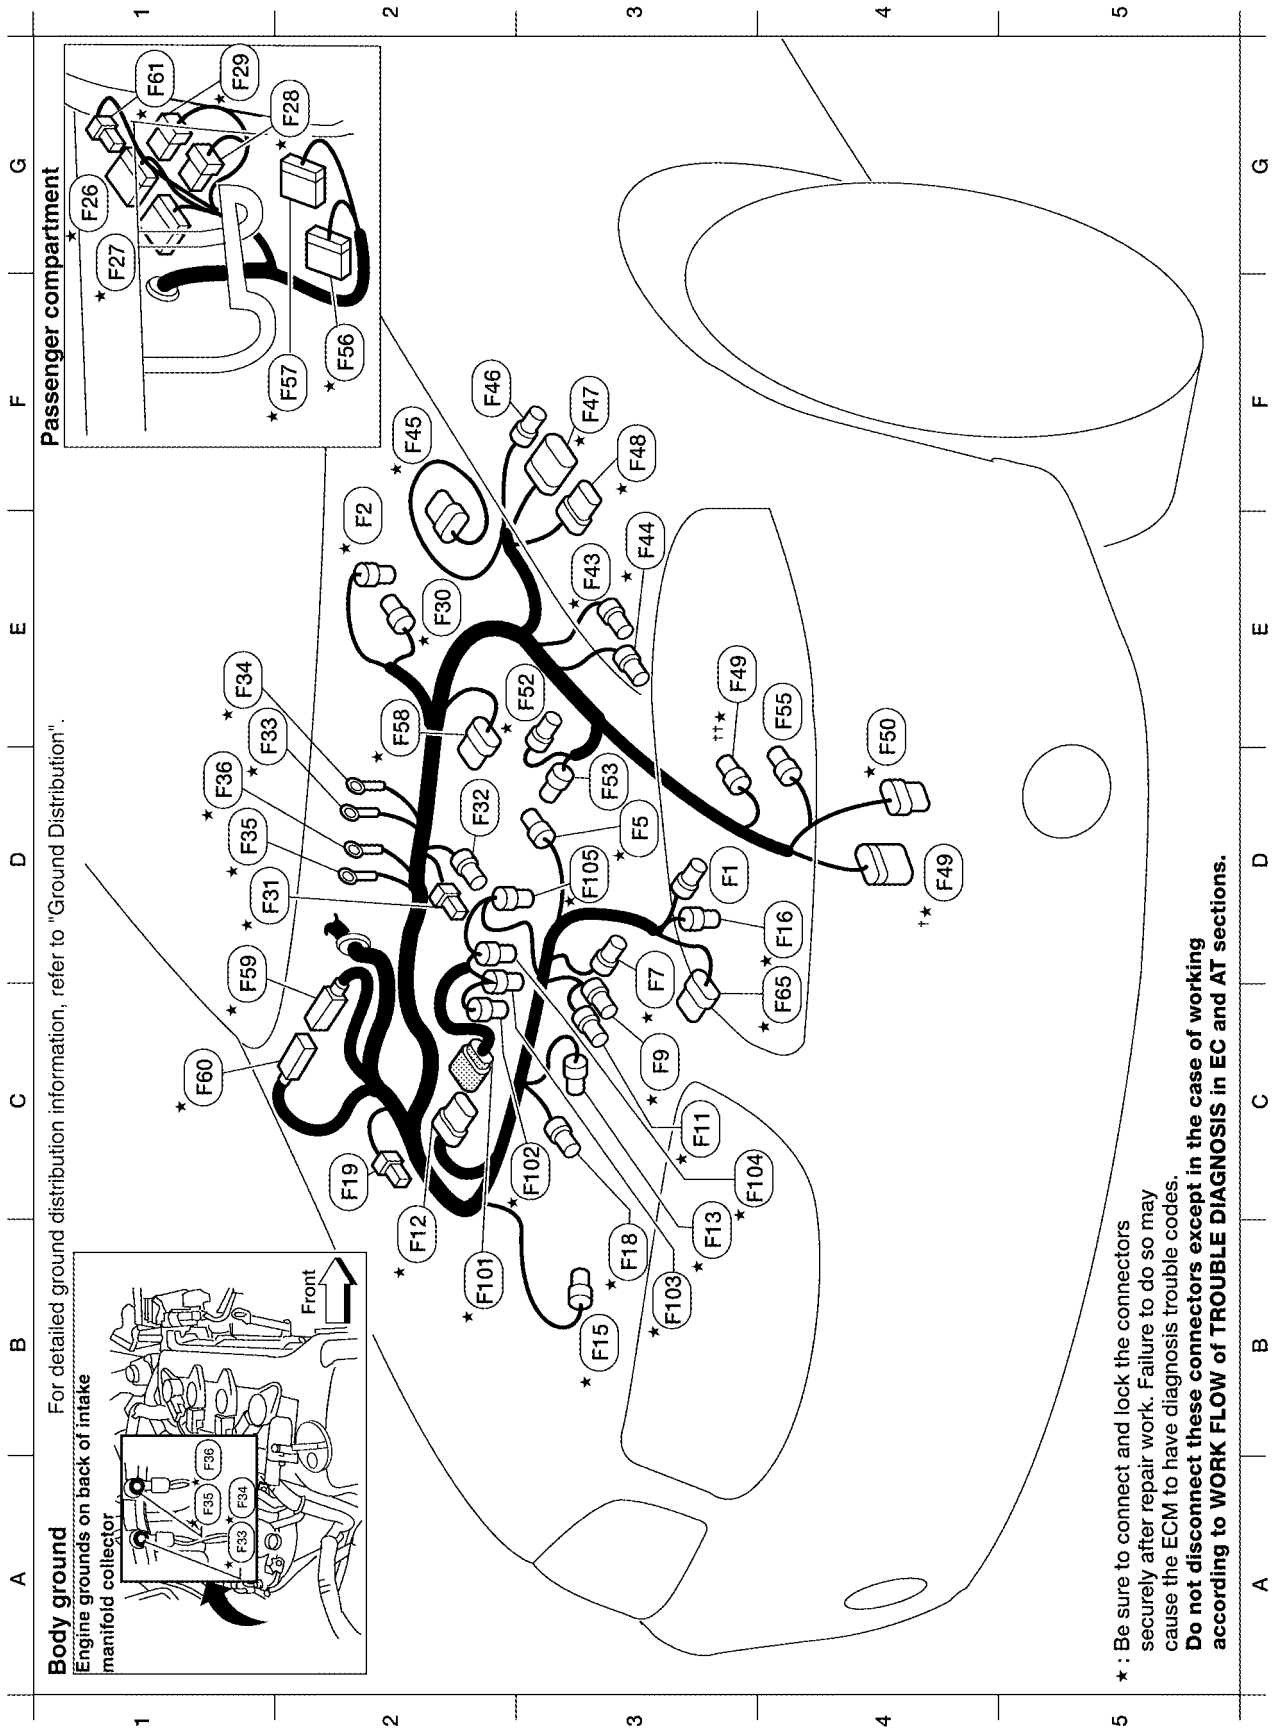 1
2
3
4
5
A
B
C
D
E
F
G
Body ground
For detailed ground distribution information, refer to "Ground Distribution".
Engine grounds on back of intake
manifold collector
Front
F33
F34
F35
F36
★
★
★
★
Passenger compartment
★ F26
★ F27
★ F61
★ F29
★ F28
★ F57
★ F56
★ F60
★ F59
★ F31
★ F35
★ F36
★ F33
★ F34
F19
★ F12
★ F101
★ F102
F32
★ F58
★ F30
★ F2
★ F45
F46
★ F47
★ F48
★ F43
★ F44
★ F52
F53
★ F5
★ F105
F1
★ F16
★ F65
★ F7
★ F9
★ F11
★ F104
★ F13
★ F18
★ F103
★ F15
††★ F49
F55
★ F50
†★ F49
★ : Be sure to connect and lock the connectors
securely after repair work. Failure to do so may
cause the ECM to have diagnosis trouble codes.
Do not disconnect these connectors except in the case of working
according to WORK FLOW of TROUBLE DIAGNOSIS in EC and AT sections.
A
B
C
D
E
F
G
1
2
3
4
5